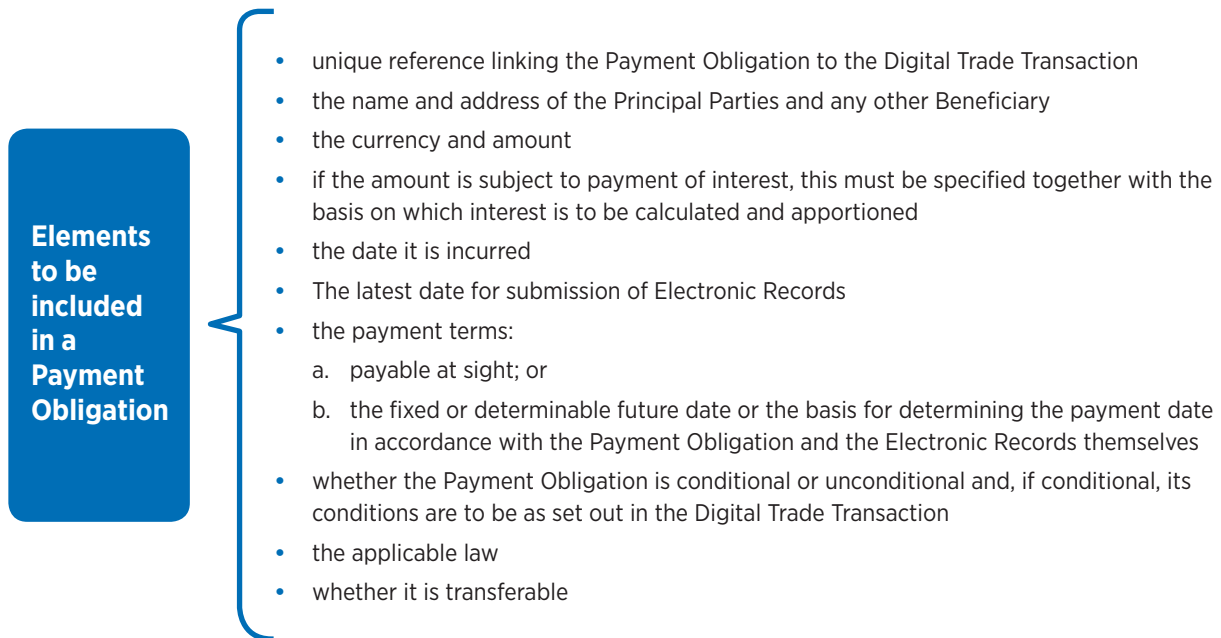 Elements
to be
included
in a
Payment
Obligation
• unique reference linking the Payment Obligation to the Digital Trade Transaction
• the name and address of the Principal Parties and any other Beneficiary
• the currency and amount
• if the amount is subject to payment of interest, this must be specified together with the
basis on which interest is to be calculated and apportioned
• the date it is incurred
• The latest date for submission of Electronic Records
• the payment terms:
a. payable at sight; or
b. the fixed or determinable future date or the basis for determining the payment date
in accordance with the Payment Obligation and the Electronic Records themselves
• whether the Payment Obligation is conditional or unconditional and, if conditional, its
conditions are to be as set out in the Digital Trade Transaction
• the applicable law
• whether it is transferable